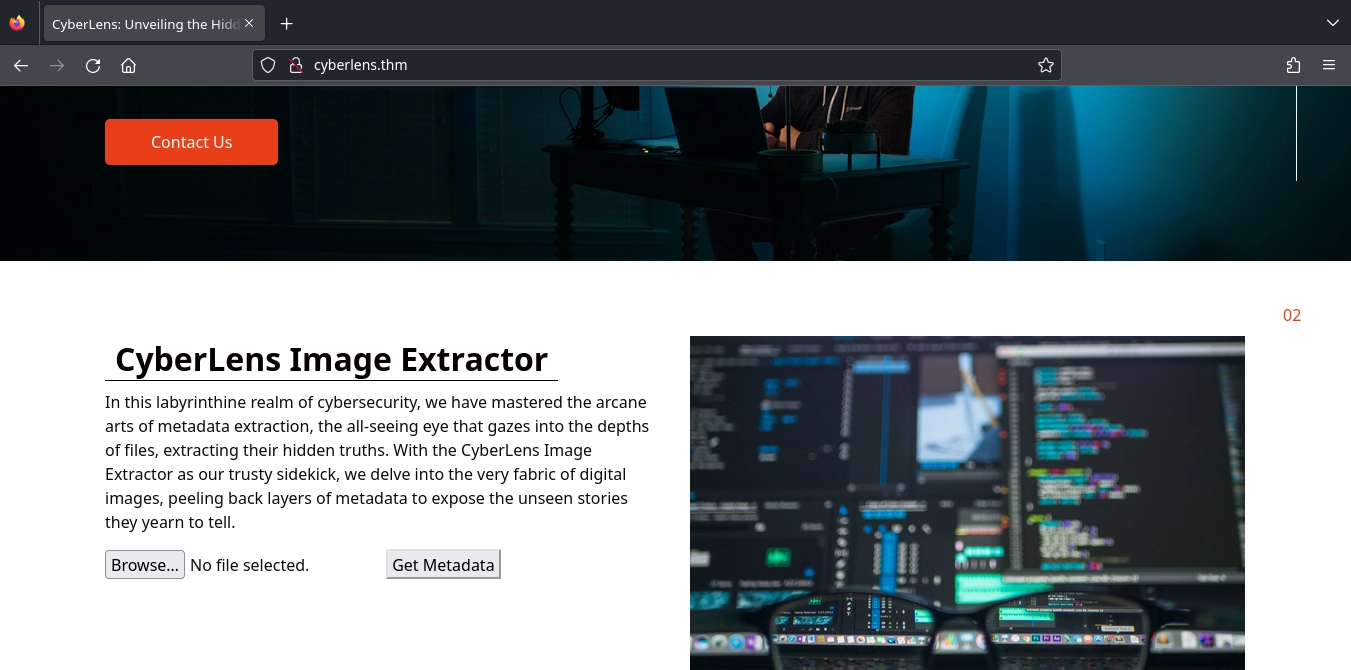 CyberLens: Unveiling the Hidd
cyberlens.thm
Contact Us
02
CyberLens Image Extractor
In this labyrinthine realm of cybersecurity, we have mastered the arcane
arts of metadata extraction, the all-seeing eye that gazes into the depths
of files, extracting their hidden truths. With the CyberLens Image
Extractor as our trusty sidekick, we delve into the very fabric of digital
images, peeling back layers of metadata to expose the unseen stories
they yearn to tell.
Browse... No file selected. Get Metadata